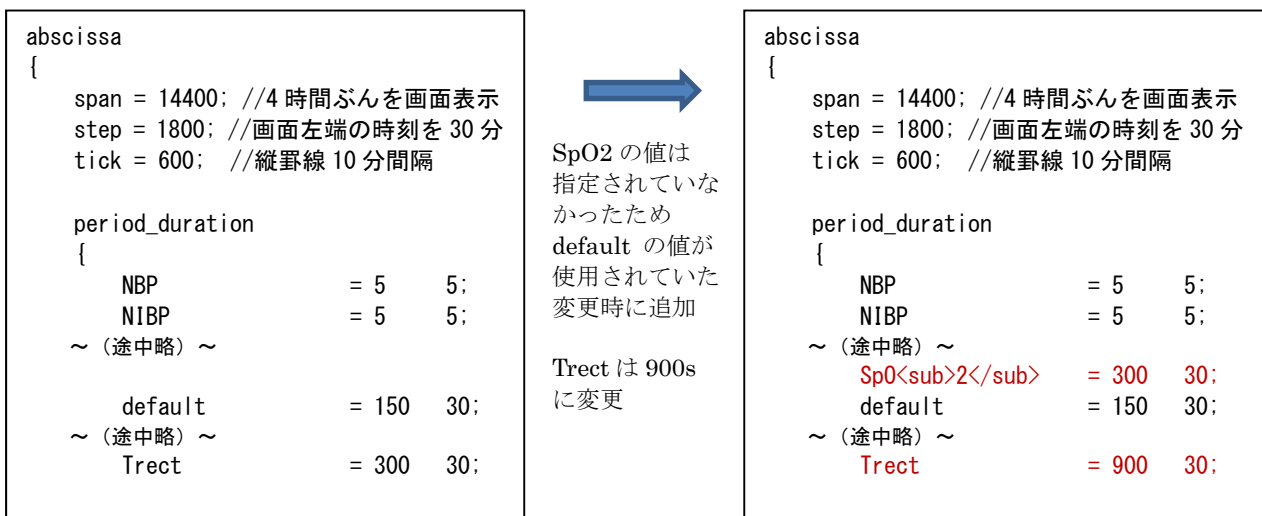 abscissa
{
span = 14400; //4 時間ぶんを画面表示
step = 1800; //画面左端の時刻を 30 分
tick = 600; //縦罫線 10 分間隔
period_duration
{
NBP = 5 5;
NIBP = 5 5;
～（途中略）～
default = 150 30;
～（途中略）～
Trect = 300 30;
SpO2 の値は
指定されていな
かったため
default の値が
使用されていた
変更時に追加
Trect は 900s
に変更
abscissa
{
span = 14400; //4 時間ぶんを画面表示
step = 1800; //画面左端の時刻を 30 分
tick = 600; //縦罫線 10 分間隔
period_duration
{
NBP = 5 5;
NIBP = 5 5;
～（途中略）～
SpO<sub>2</sub> = 300 30;
default = 150 30;
～（途中略）～
Trect = 900 30;